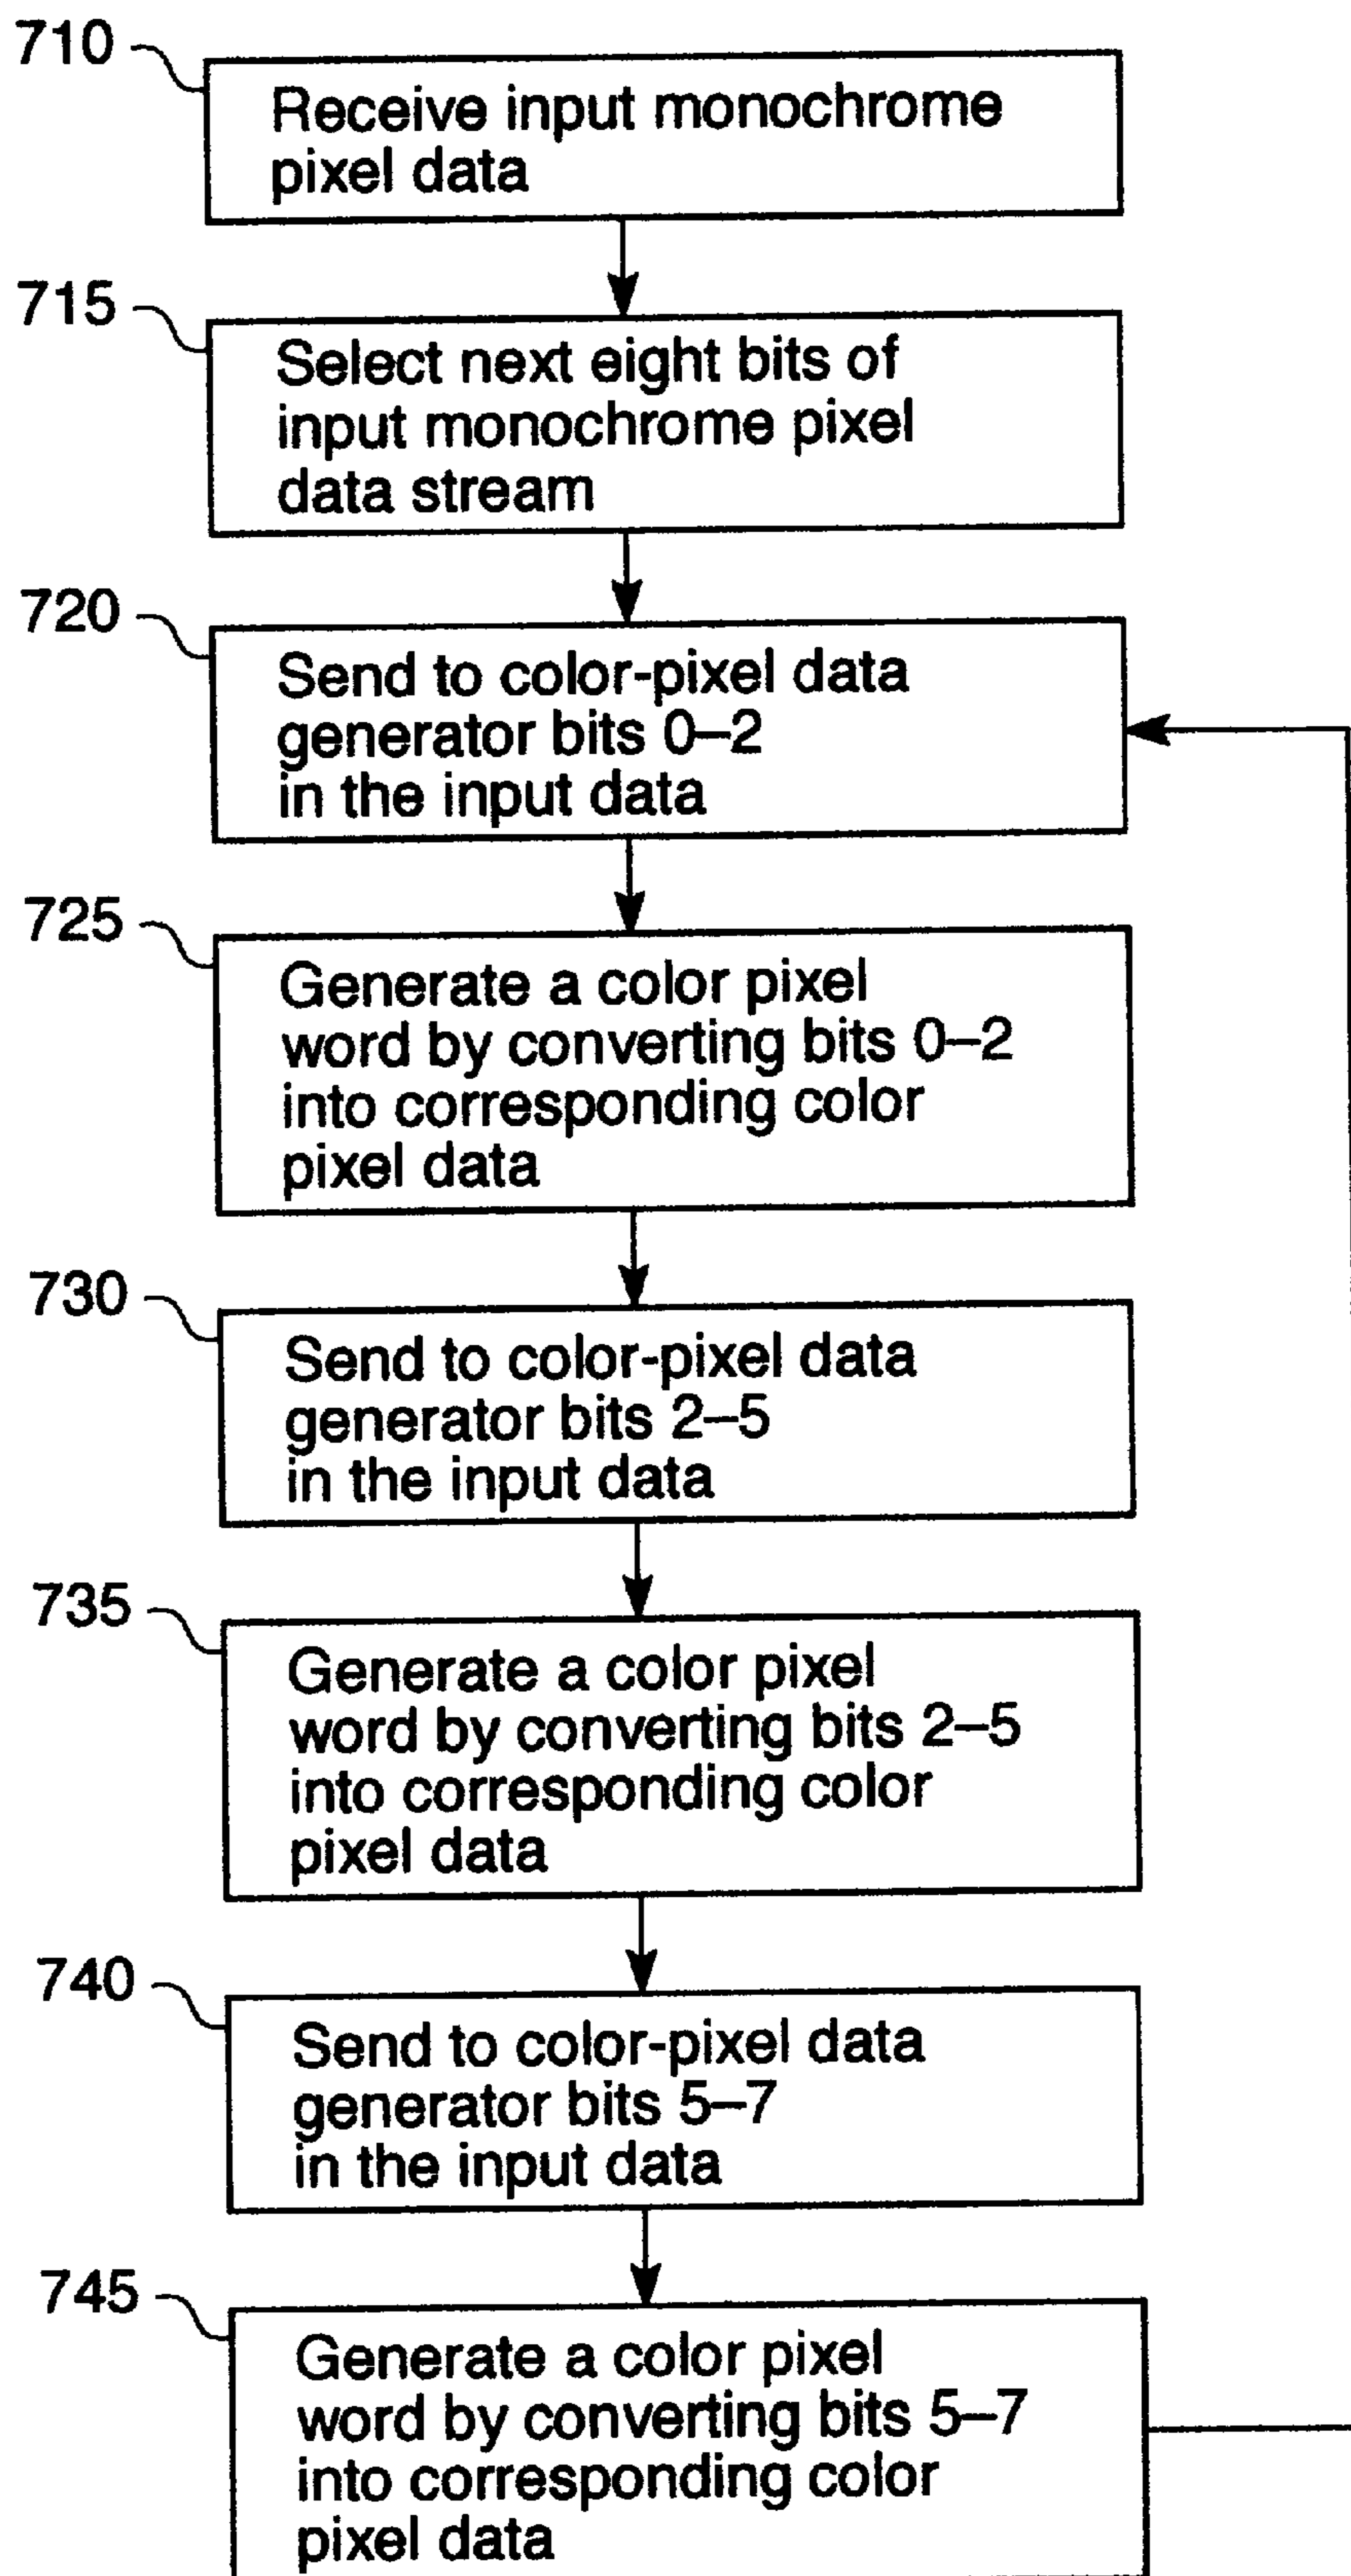 710
Receive input monochrome
pixel data
715
Select next eight bits of
input monochrome pixel
data stream
720
Send to color-pixel data
generator bits 0–2
in the input data
725
Generate a color pixel
word by converting bits 0–2
into corresponding color
pixel data
730
Send to color-pixel data
generator bits 2–5
in the input data
735
Generate a color pixel
word by converting bits 2–5
into corresponding color
pixel data
740
Send to color-pixel data
generator bits 5–7
in the input data
745
Generate a color pixel
word by converting bits 5–7
into corresponding color
pixel data